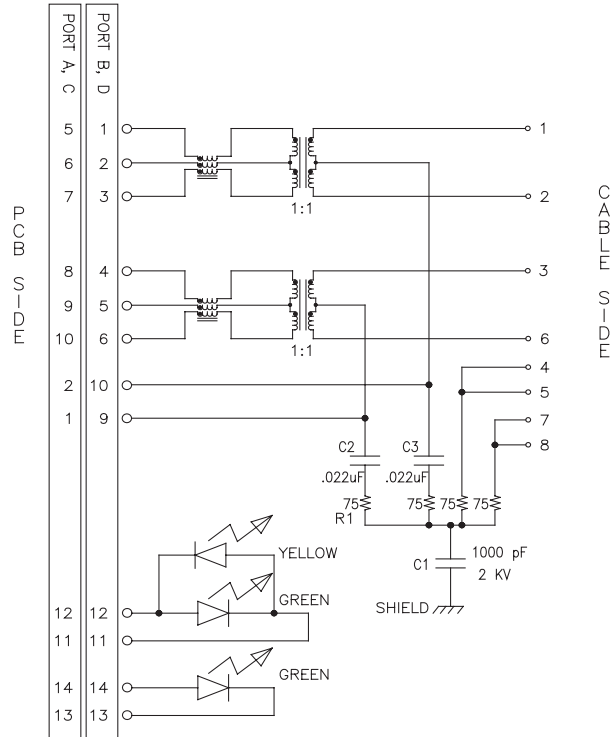 PORT A, C
PORT B, D
PCB SIDE
CABLE SIDE
5 1 1
6 2
7 3 2
1:1
8 4 3
9 5
10 6 6
1:1
4
2 10
5
1 9
7
8
C2 C3
.022uF .022uF
75 75 75 75
R1
1000 pF
C1
2 KV
SHIELD
YELLOW
GREEN
12 12
11 11
GREEN
14 14
13 13